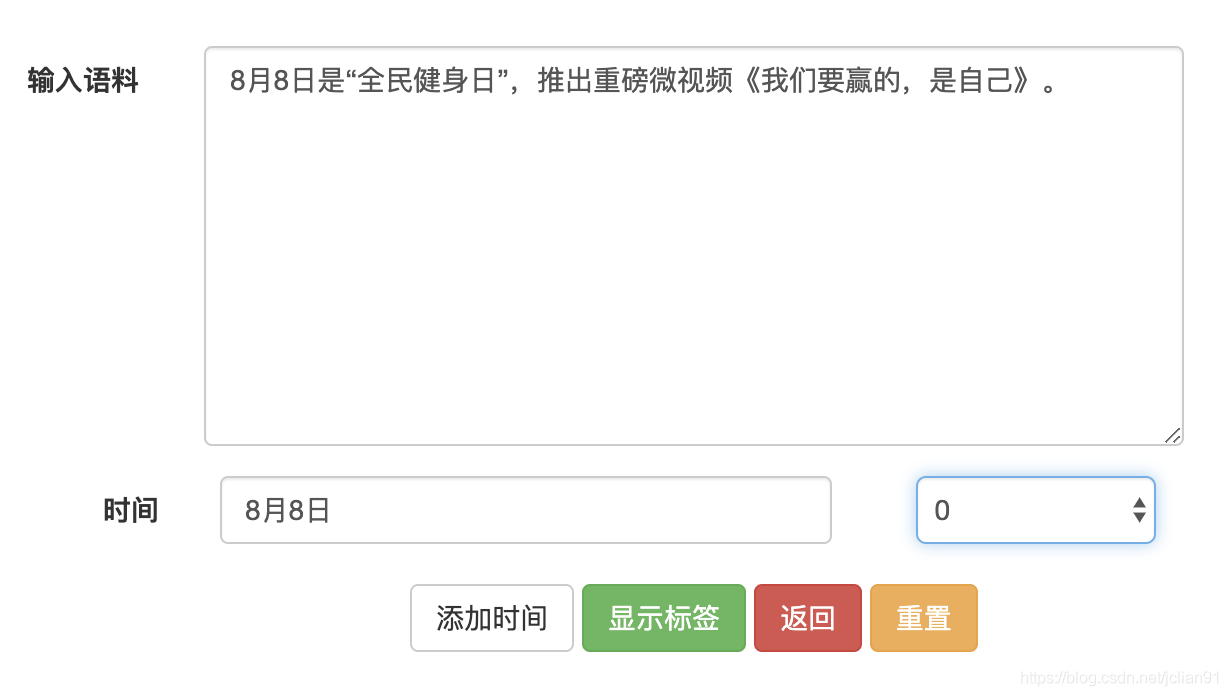 输入语料
8月8日是“全民健身日”，推出重磅微视频《我们要赢的，是自己》。
时间
8月8日
0
添加时间 显示标签 返回 重置
https://blog.csdn.net/jclian91